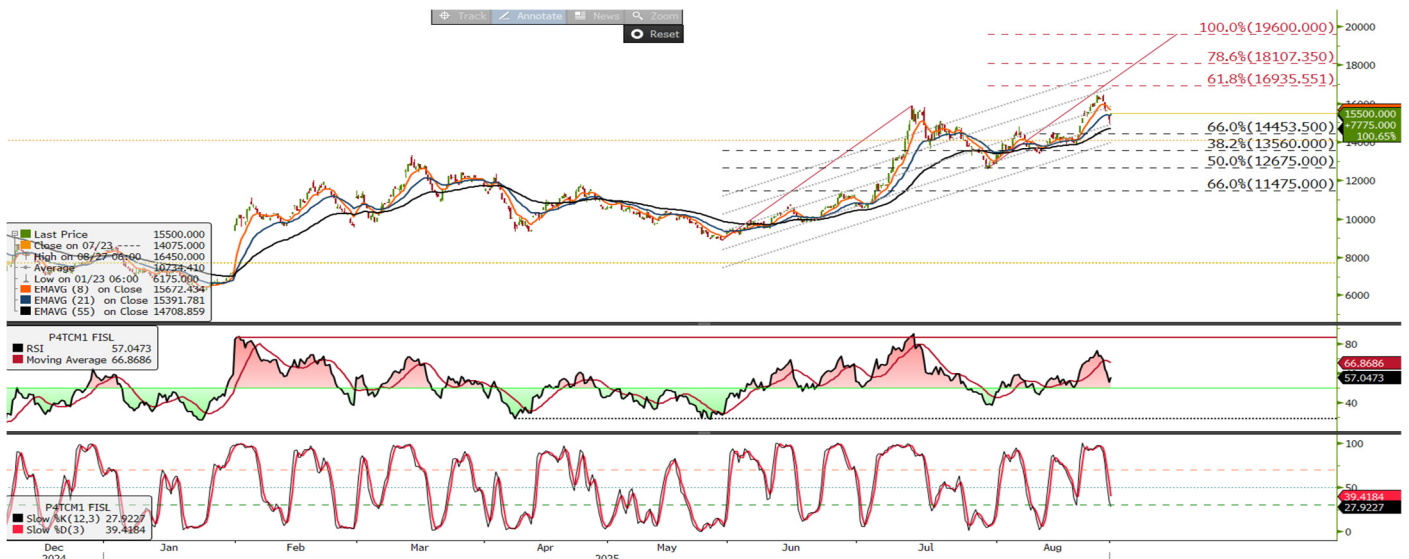 Track Annotate News Zoom
Reset
100.0%(19600.000)
78.6%(18107.350)
61.8%(16935.551)
66.0%(14453.500)
38.2%(13560.000)
50.0%(12675.000)
66.0%(11475.000)
20000
18000
16000
15500.000
+7775.000
100.65%
14000
12000
10000
8000
6000
Last Price 15500.000
Close on 07/23 ---- 14075.000
High on 08/27 06:00 16450.000
Average 10734.410
Low on 01/23 06:00 6175.000
EMAVG (8) on Close 15672.434
EMAVG (21) on Close 15391.781
EMAVG (55) on Close 14708.859
P4TCM1 FISL
RSI 57.0473
Moving Average 66.8686
80
66.8686
57.0473
40
P4TCM1 FISL
Slow %K(12,3) 27.9227
Slow %D(3) 39.4184
100
50
39.4184
27.9227
0
Dec Jan Feb Mar Apr May Jun Jul Aug
2024 2025